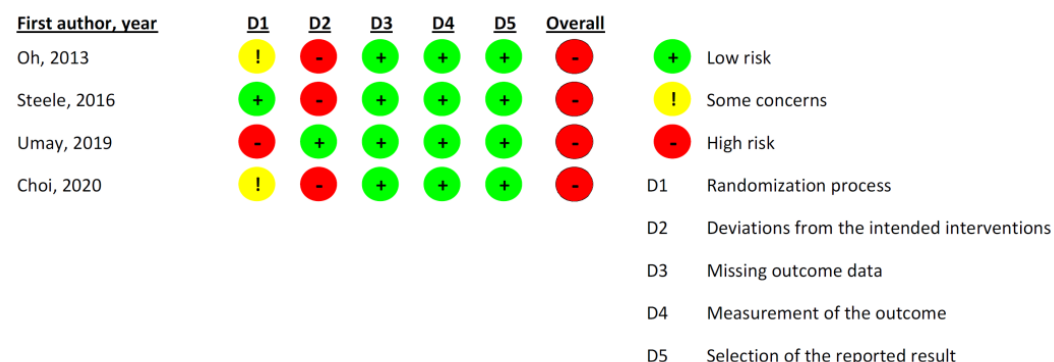 First author, year D1 D2 D3 D4 D5 Overall
Oh, 2013 ! - + + + - + Low risk
Steele, 2016 + - + + + - ! Some concerns
Umay, 2019 - + + + + - - High risk
Choi, 2020 ! - + + + - D1 Randomization process
D2 Deviations from the intended interventions
D3 Missing outcome data
D4 Measurement of the outcome
D5 Selection of the reported result